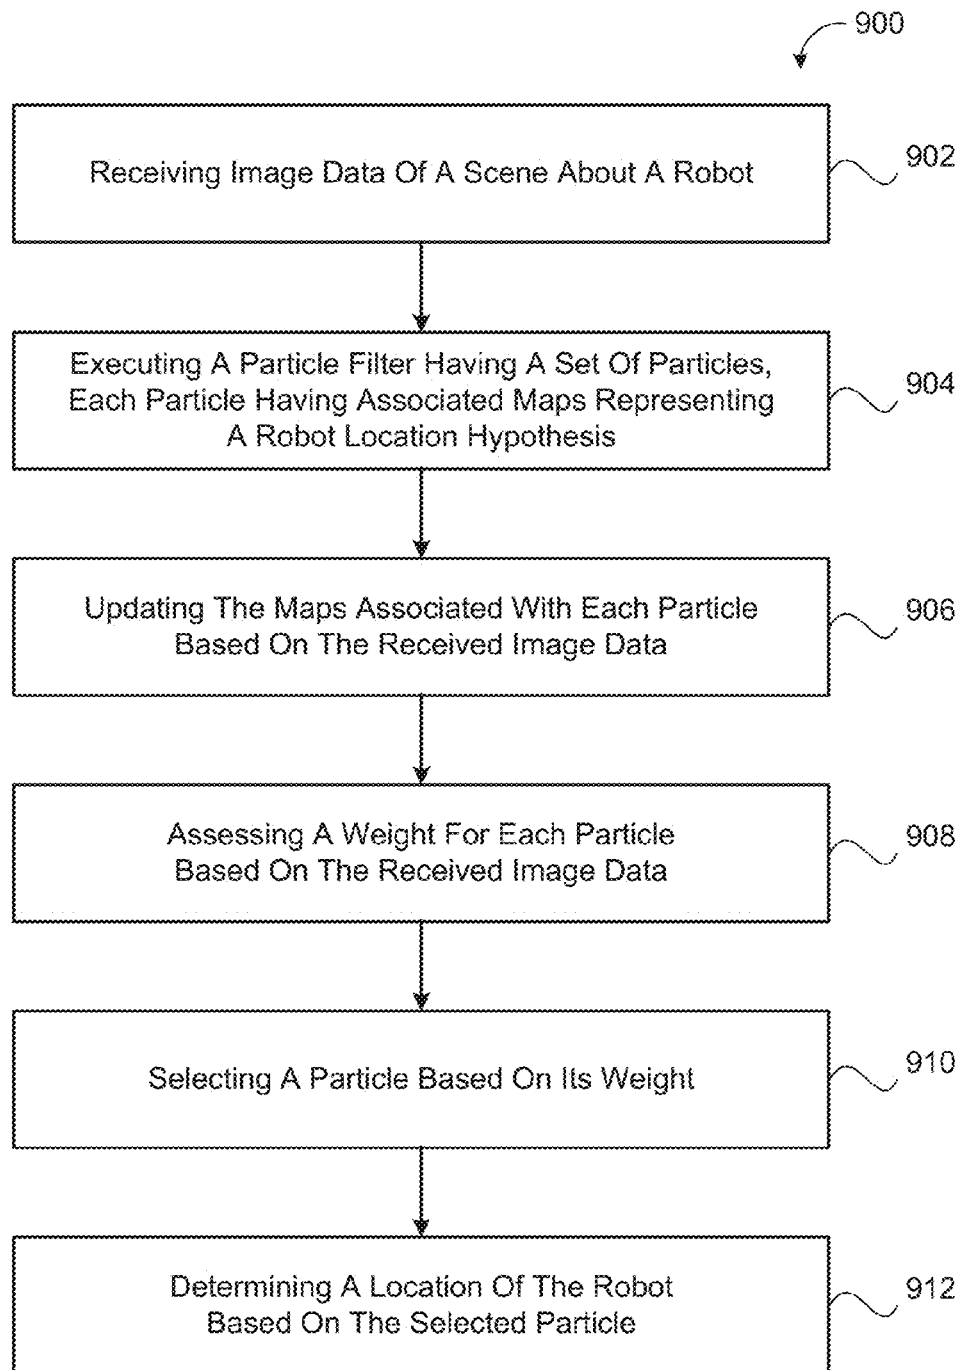 900
Receiving Image Data Of A Scene About A Robot
902
Executing A Particle Filter Having A Set Of Particles,
Each Particle Having Associated Maps Representing
A Robot Location Hypothesis
904
Updating The Maps Associated With Each Particle
Based On The Received Image Data
906
Assessing A Weight For Each Particle
Based On The Received Image Data
908
Selecting A Particle Based On Its Weight
910
Determining A Location Of The Robot
Based On The Selected Particle
912